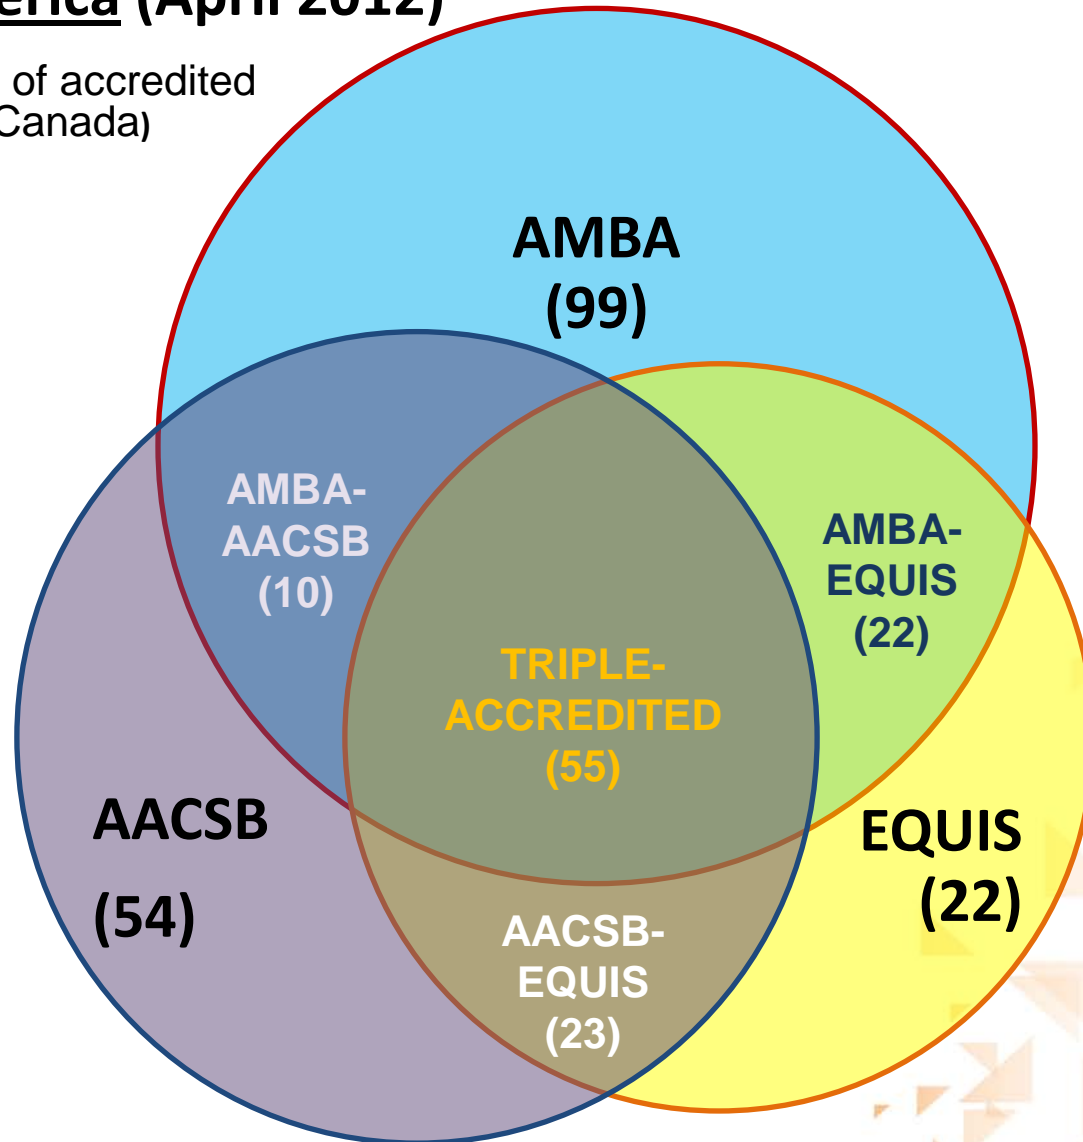 erica (April 2012)
of accredited
Canada)
AMBA
(99)
AMBA-
AACSB
(10)
AMBA-
EQUIS
(22)
TRIPLE-
ACCREDITED
(55)
AACSB
(54)
EQUIS
(22)
AACSB-
EQUIS
(23)